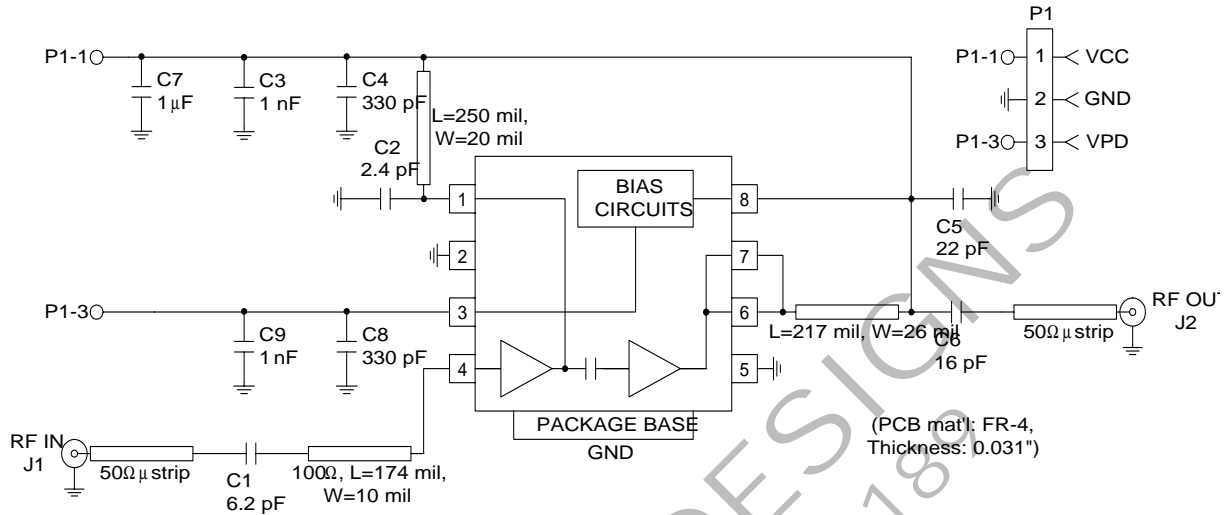 P1
P1-1
C7
1 μF
C3
1 nF
C4
330 pF
P1-1
1
VCC
2
GND
P1-3
3
VPD
L=250 mil,
W=20 mil
C2
2.4 pF
1
BIAS
CIRCUITS
8
C5
22 pF
2
7
P1-3
3
6
C9
1 nF
C8
330 pF
L=217 mil, W=26 mil
C6
16 pF
50Ω μ strip
RF OUT
J2
4
5
PACKAGE BASE
GND
(PCB mat'l: FR-4,
Thickness: 0.031")
RF IN
J1
50Ω μ strip
C1
6.2 pF
100Ω, L=174 mil,
W=10 mil
DESIGNS
189